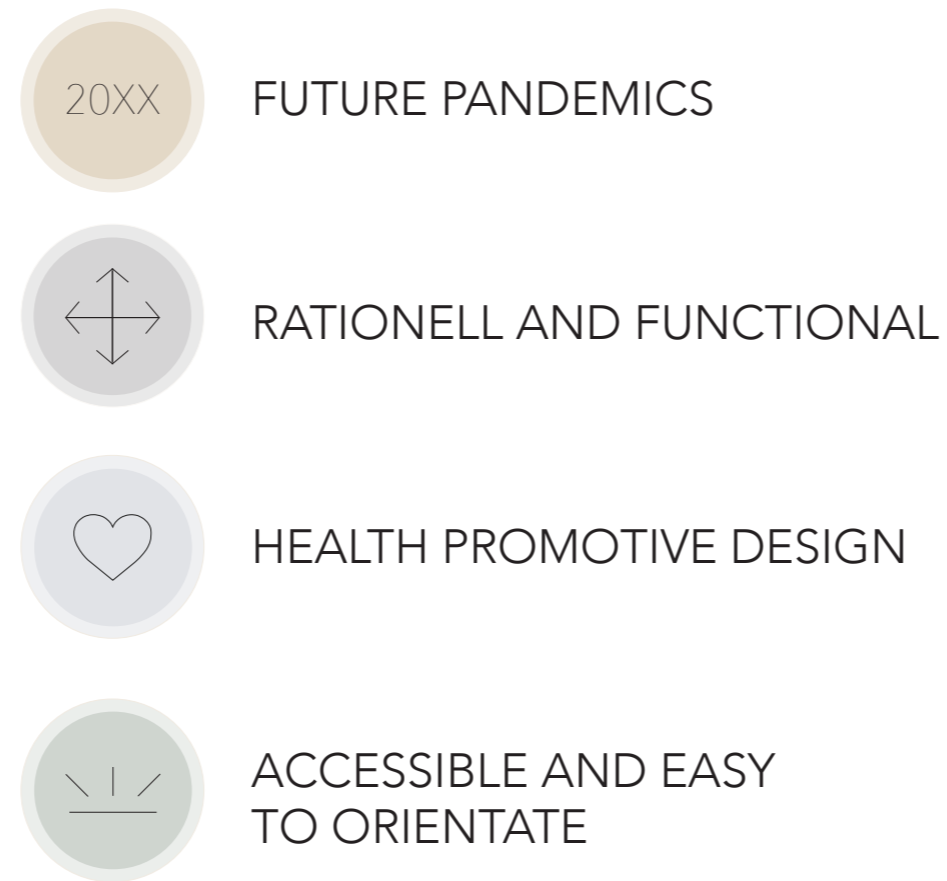 20XX
FUTURE PANDEMICS
RATIONELL AND FUNCTIONAL
HEALTH PROMOTIVE DESIGN
ACCESSIBLE AND EASY
TO ORIENTATE